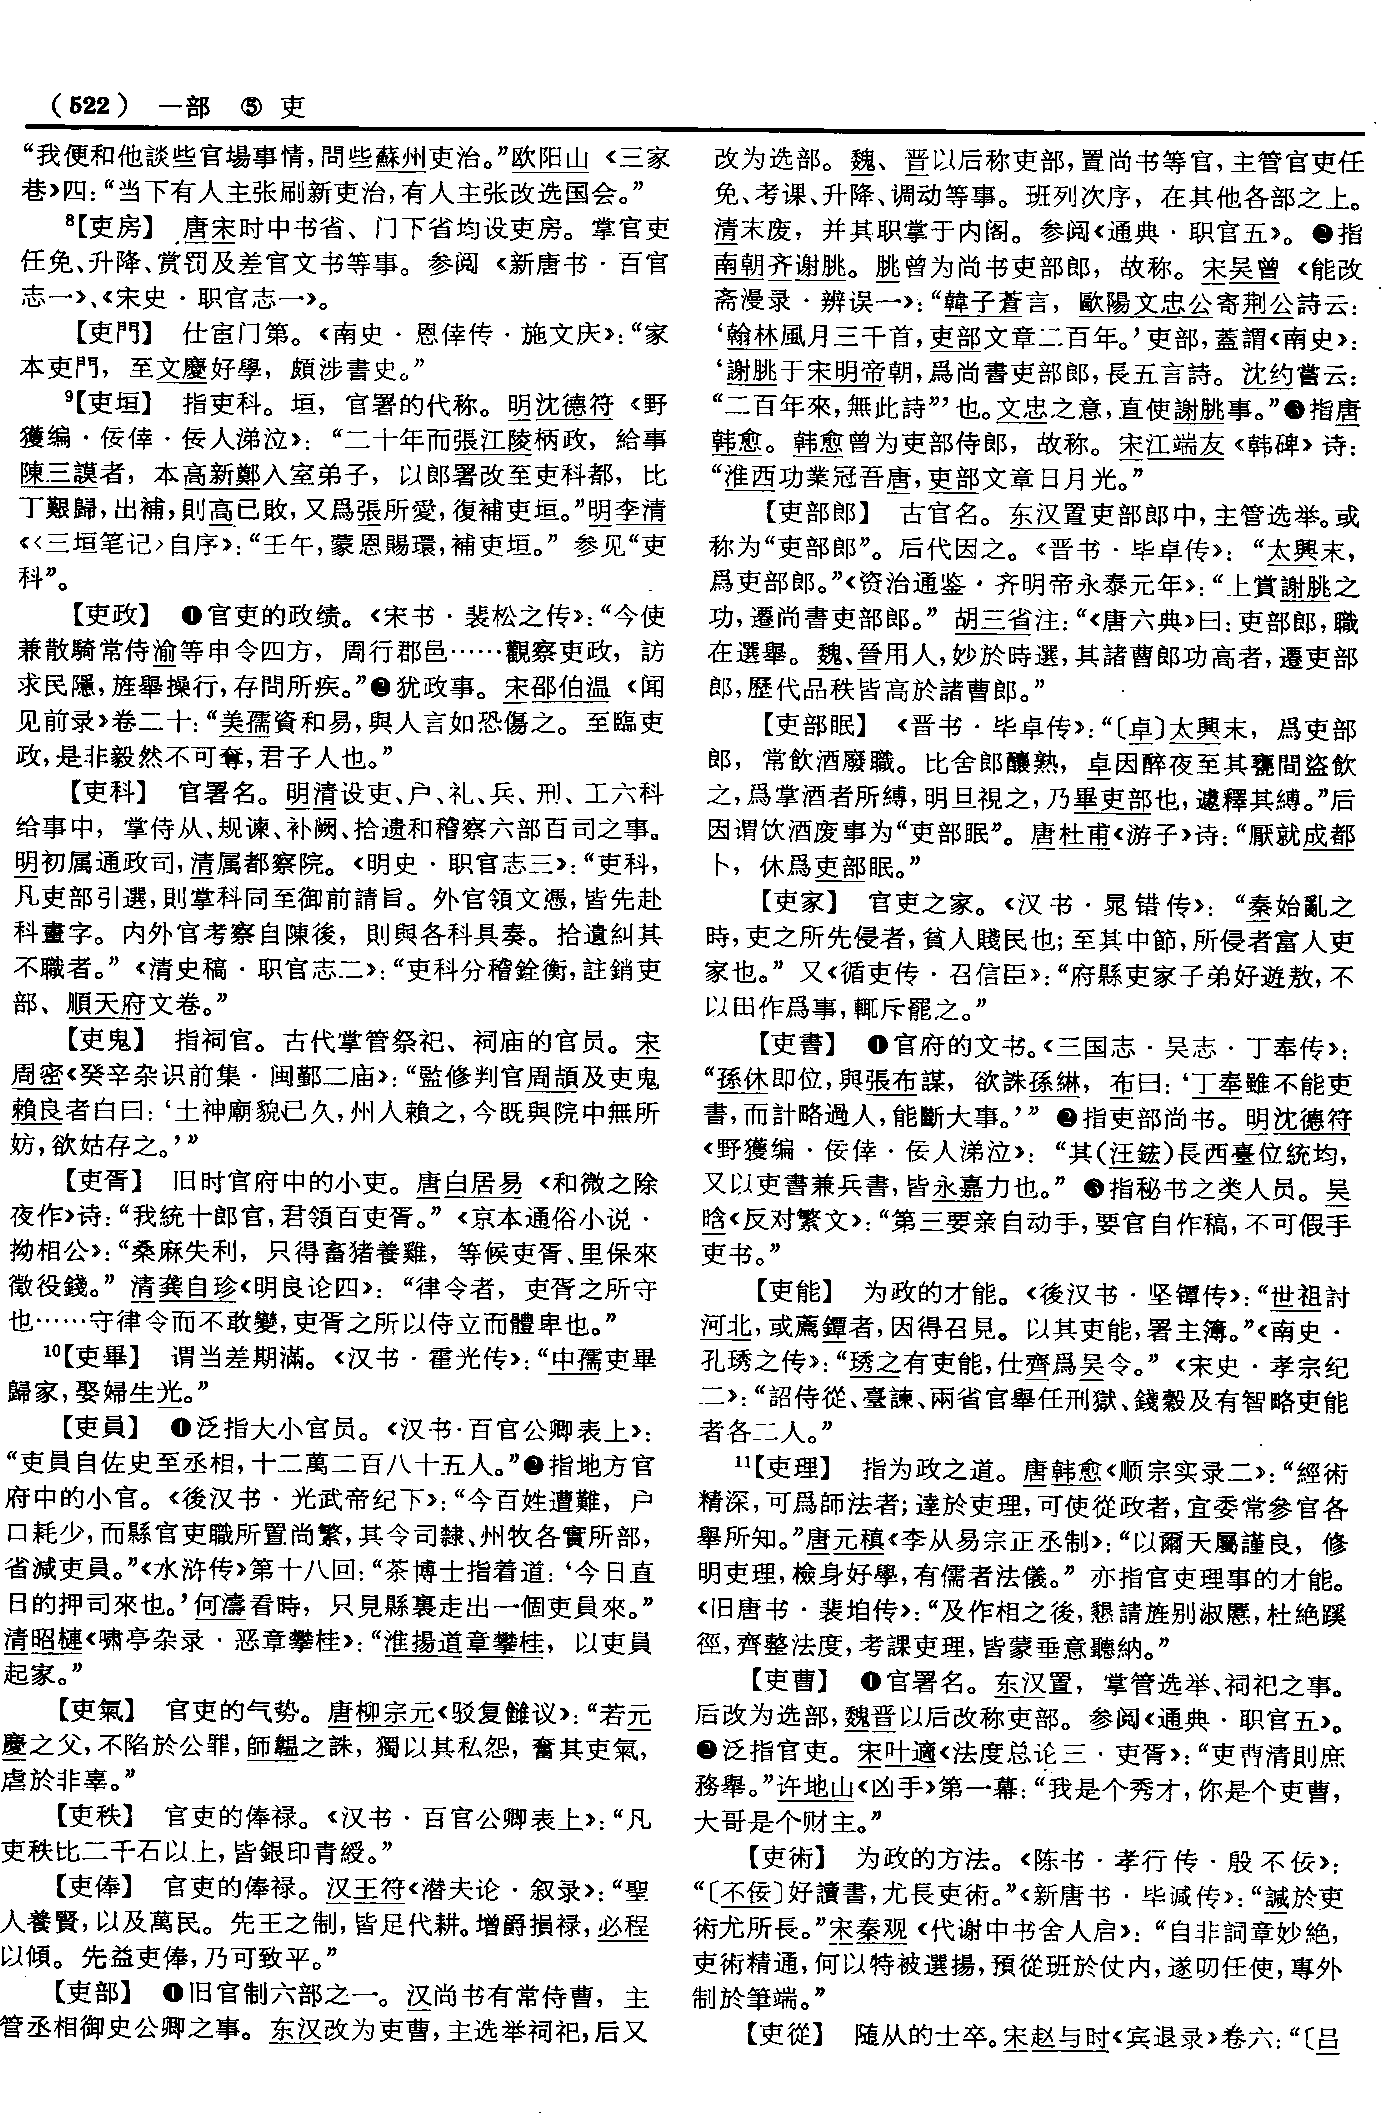 （522） 一部 ⑤ 吏
“我便和他談些官場事情，問些蘇州吏治。”欧阳山《三家
巷》四：“当下有人主张刷新吏治，有人主张改选国会。”
⁸【吏房】 唐宋时中书省、门下省均设吏房。掌官吏
任免、升降、赏罚及差官文书等事。参阅《新唐书·百官
志一》、《宋史·职官志一》。
【吏門】 仕宦门第。《南史·恩倖传·施文庆》：“家
本吏門，至文慶好學，頗涉書史。”
⁹【吏垣】 指吏科。垣，官署的代称。明沈德符《野
獲编·佞倖·佞人涕泣》：“二十年而張江陵柄政，給事
陳三謨者，本高新鄭入室弟子，以郎署改至吏科都，比
丁艱歸，出補，則高已敗，又爲張所愛，復補吏垣。”明李清
《〈三垣笔记〉自序》：“壬午，蒙恩賜環，補吏垣。”参见“吏
科”。
【吏政】 ❶官吏的政绩。《宋书·裴松之传》：“今使
兼散騎常侍渝等申令四方，周行郡邑……觀察吏政，訪
求民隱，旌舉操行，存問所疾。”❷犹政事。宋邵伯温《闻
见前录》卷二十：“美孺資和易，與人言如恐傷之。至臨吏
政，是非毅然不可奪，君子人也。”
【吏科】 官署名。明清设吏、户、礼、兵、刑、工六科
给事中，掌侍从、规谏、补阙、拾遗和稽察六部百司之事。
明初属通政司，清属都察院。《明史·职官志三》：“吏科，
凡吏部引選，則掌科同至御前請旨。外官領文憑，皆先赴
科畫字。内外官考察自陳後，則與各科具奏。拾遺糾其
不職者。”《清史稿·职官志二》：“吏科分稽銓衡，註銷吏
部、順天府文卷。”
【吏鬼】 指祠官。古代掌管祭祀、祠庙的官员。宋
周密《癸辛杂识前集·闽鄞二庙》：“監修判官周頡及吏鬼
賴良者白曰：‘土神廟貌已久，州人賴之，今既與院中無所
妨，欲姑存之。’”
【吏胥】 旧时官府中的小吏。唐白居易《和微之除
夜作》诗：“我統十郎官，君領百吏胥。”《京本通俗小说·
拗相公》：“桑麻失利，只得畜猪養雞，等候吏胥、里保來
徵役錢。”清龚自珍《明良论四》：“律令者，吏胥之所守
也……守律令而不敢變，吏胥之所以侍立而體卑也。”
¹⁰【吏畢】 谓当差期滿。《汉书·霍光传》：“中孺吏畢
歸家，娶婦生光。”
【吏員】 ❶泛指大小官员。《汉书·百官公卿表上》：
“吏員自佐史至丞相，十二萬二百八十五人。”❷指地方官
府中的小官。《後汉书·光武帝纪下》：“今百姓遭難，户
口耗少，而縣官吏職所置尚繁，其令司隸、州牧各實所部，
省減吏員。”《水浒传》第十八回：“茶博士指着道：‘今日直
日的押司來也。’何濤看時，只見縣裏走出一個吏員來。”
清昭梿《啸亭杂录·恶章攀桂》：“淮揚道章攀桂，以吏員
起家。”
【吏氣】 官吏的气势。唐柳宗元《驳复雠议》：“若元
慶之父，不陷於公罪，師韞之誅，獨以其私怨，奮其吏氣，
虐於非辜。”
【吏秩】 官吏的俸禄。《汉书·百官公卿表上》：“凡
吏秩比二千石以上，皆銀印青綬。”
【吏俸】 官吏的俸禄。汉王符《潜夫论·叙录》：“聖
人養賢，以及萬民。先王之制，皆足代耕。增爵損禄，必程
以傾。先益吏俸，乃可致平。”
【吏部】 ❶旧官制六部之一。汉尚书有常侍曹，主
管丞相御史公卿之事。东汉改为吏曹，主选举祠祀，后又
改为选部。魏、晋以后称吏部，置尚书等官，主管官吏任
免、考课、升降、调动等事。班列次序，在其他各部之上。
清末废，并其职掌于内阁。参阅《通典·职官五》。❷指
南朝齐谢朓。朓曾为尚书吏部郎，故称。宋吴曾《能改
斋漫录·辨误一》：“韓子蒼言，歐陽文忠公寄荆公詩云：
‘翰林風月三千首，吏部文章二百年。’吏部，蓋謂《南史》：
‘謝朓于宋明帝朝，爲尚書吏部郎，長五言詩。沈约嘗云：
“二百年來，無此詩”’也。文忠之意，直使謝朓事。”❸指唐
韩愈。韩愈曾为吏部侍郎，故称。宋江端友《韩碑》诗：
“淮西功業冠吾唐，吏部文章日月光。”
【吏部郎】 古官名。东汉置吏部郎中，主管选举。或
称为“吏部郎”。后代因之。《晋书·毕卓传》：“太興末，
爲吏部郎。”《资治通鉴·齐明帝永泰元年》：“上賞謝朓之
功，遷尚書吏部郎。”胡三省注：“《唐六典》曰：吏部郎，職
在選舉。魏、晉用人，妙於時選，其諸曹郎功高者，遷吏部
郎，歷代品秩皆高於諸曹郎。”
【吏部眠】 《晋书·毕卓传》：“〔卓〕太興末，爲吏部
郎，常飲酒廢職。比舍郎釀熟，卓因醉夜至其甕間盜飲
之，爲掌酒者所縛，明旦視之，乃畢吏部也，遽釋其縛。”后
因谓饮酒废事为“吏部眠”。唐杜甫《游子》诗：“厭就成都
卜，休爲吏部眠。”
【吏家】 官吏之家。《汉书·晁错传》：“秦始亂之
時，吏之所先侵者，貧人賤民也；至其中節，所侵者富人吏
家也。”又《循吏传·召信臣》：“府縣吏家子弟好遊敖，不
以田作爲事，輒斥罷之。”
【吏書】 ❶官府的文书。《三国志·吴志·丁奉传》：
“孫休即位，與張布謀，欲誅孫綝，布曰：‘丁奉雖不能吏
書，而計略過人，能斷大事。’”❷指吏部尚书。明沈德符
《野獲编·佞倖·佞人涕泣》：“其（汪鋐）長西臺位統均，
又以吏書兼兵書，皆永嘉力也。”❸指秘书之类人员。吴
晗《反对繁文》：“第三要亲自动手，要官自作稿，不可假手
吏书。”
【吏能】 为政的才能。《後汉书·坚镡传》：“世祖討
河北，或薦鐔者，因得召見。以其吏能，署主簿。”《南史·
孔琇之传》：“琇之有吏能，仕齊爲吴令。”《宋史·孝宗纪
二》：“詔侍從、臺諫、兩省官舉任刑獄、錢穀及有智略吏能
者各二人。”
¹¹【吏理】 指为政之道。唐韩愈《顺宗实录二》：“經術
精深，可爲師法者；達於吏理，可使從政者，宜委常參官各
舉所知。”唐元稹《李从易宗正丞制》：“以爾天屬謹良，修
明吏理，檢身好學，有儒者法儀。”亦指官吏理事的才能。
《旧唐书·裴垍传》：“及作相之後，懇請旌别淑慝，杜絶蹊
徑，齊整法度，考課吏理，皆蒙垂意聽納。”
【吏曹】 ❶官署名。东汉置，掌管选举、祠祀之事。
后改为选部，魏晋以后改称吏部。参阅《通典·职官五》。
❷泛指官吏。宋叶適《法度总论三·吏胥》：“吏曹清則庶
務舉。”许地山《凶手》第一幕：“我是个秀才，你是个吏曹，
大哥是个财主。”
【吏術】 为政的方法。《陈书·孝行传·殷不佞》：
“〔不佞〕好讀書，尤長吏術。”《新唐书·毕诚传》：“諴於吏
術尤所長。”宋秦观《代谢中书舍人启》：“自非詞章妙絶，
吏術精通，何以特被選揚，預從班於仗内，遂叨任使，專外
制於筆端。”
【吏從】 随从的士卒。宋赵与时《宾退录》卷六：“〔吕